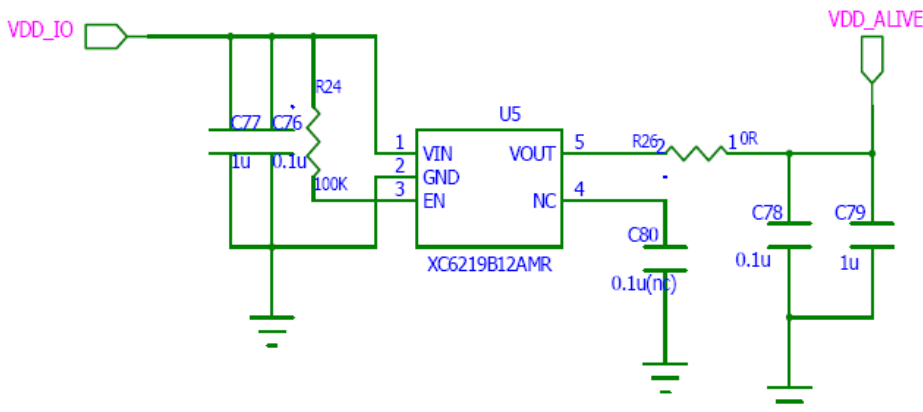 VDD_IO
VDD_ALIVE
R24
U5
C77
C76
1u
0.1u
100K
1
2
3
VIN
GND
EN
VOUT
NC
5
4
XC6219B12AMR
R26
2
1
0R
C80
0.1u(nc)
C78
0.1u
C79
1u